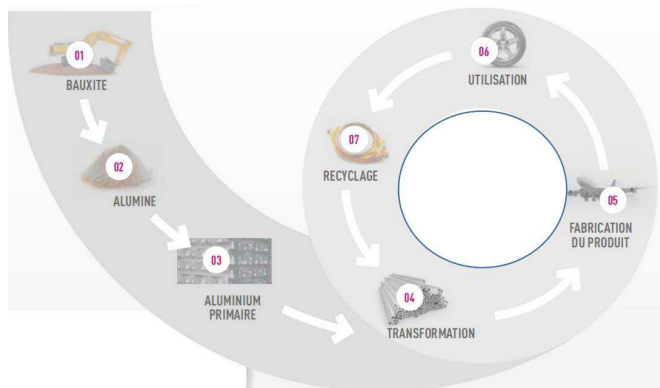 01
BAUXITE
02
ALUMINE
03
ALUMINIUM
PRIMAIRE
04
TRANSFORMATION
05
FABRICATION
DU PRODUIT
06
UTILISATION
07
RECYCLAGE